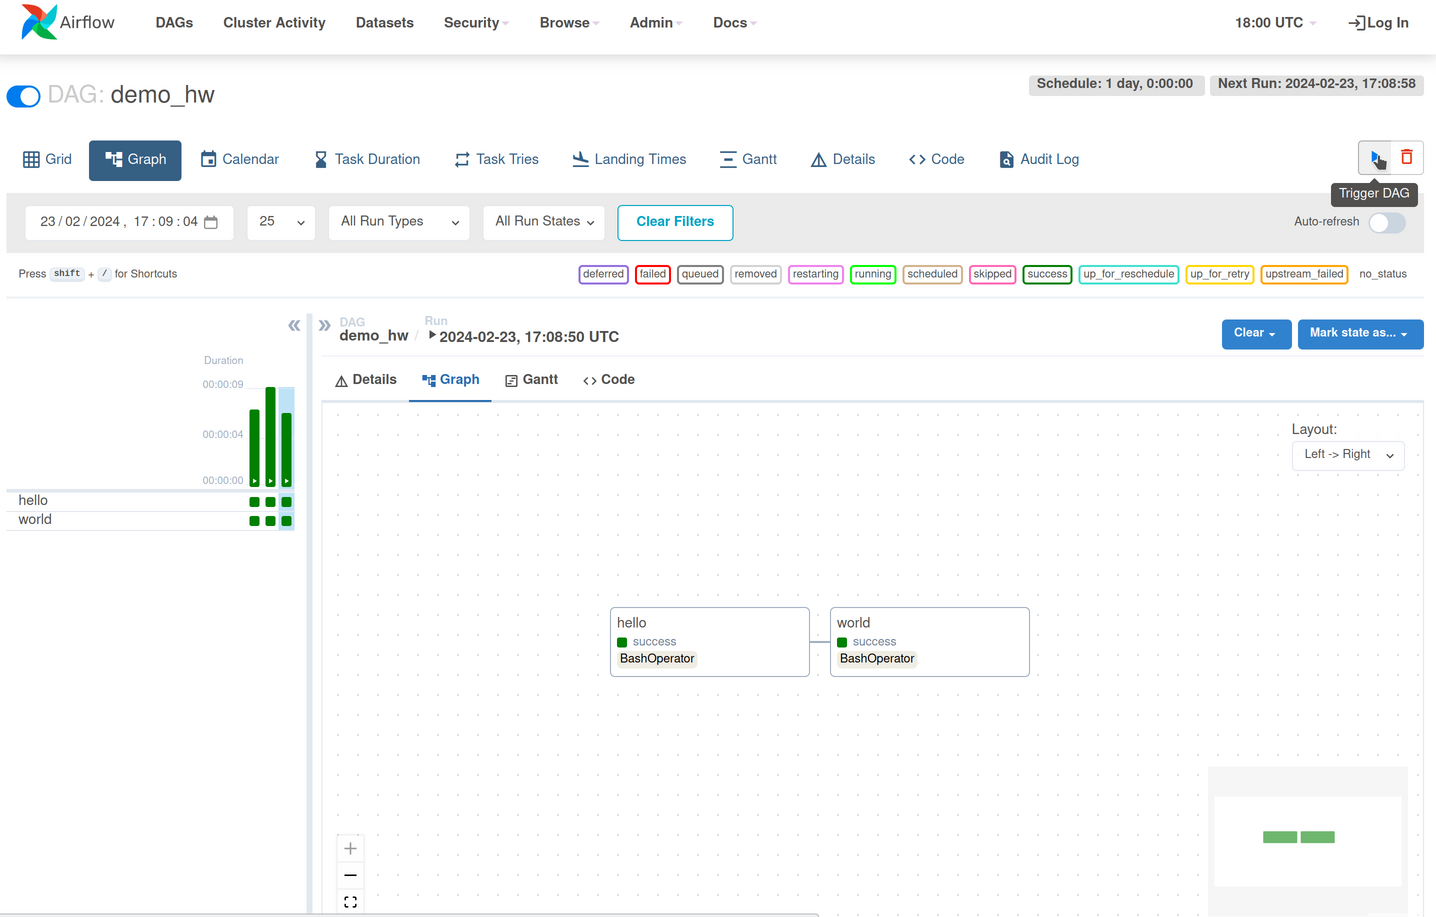 Airflow DAGs Cluster Activity Datasets Security Browse Admin Docs 18:00 UTC Log In
DAG: demo_hw
Schedule: 1 day, 0:00:00 Next Run: 2024-02-23, 17:08:58
Grid Graph Calendar Task Duration Task Tries Landing Times Gantt Details Code Audit Log
Trigger DAG
23/02/2024, 17:09:04 25 All Run Types All Run States Clear Filters Auto-refresh
Press shift + / for Shortcuts
deferred failed queued removed restarting running scheduled skipped success up_for_reschedule up_for_retry upstream_failed no_status
DAG
demo_hw /
Run
2024-02-23, 17:08:50 UTC
Clear Mark state as...
Duration
00:00:09
00:00:04
00:00:00
hello
world
Details Graph Gantt Code
Layout:
Left -> Right
hello
success
BashOperator
world
success
BashOperator